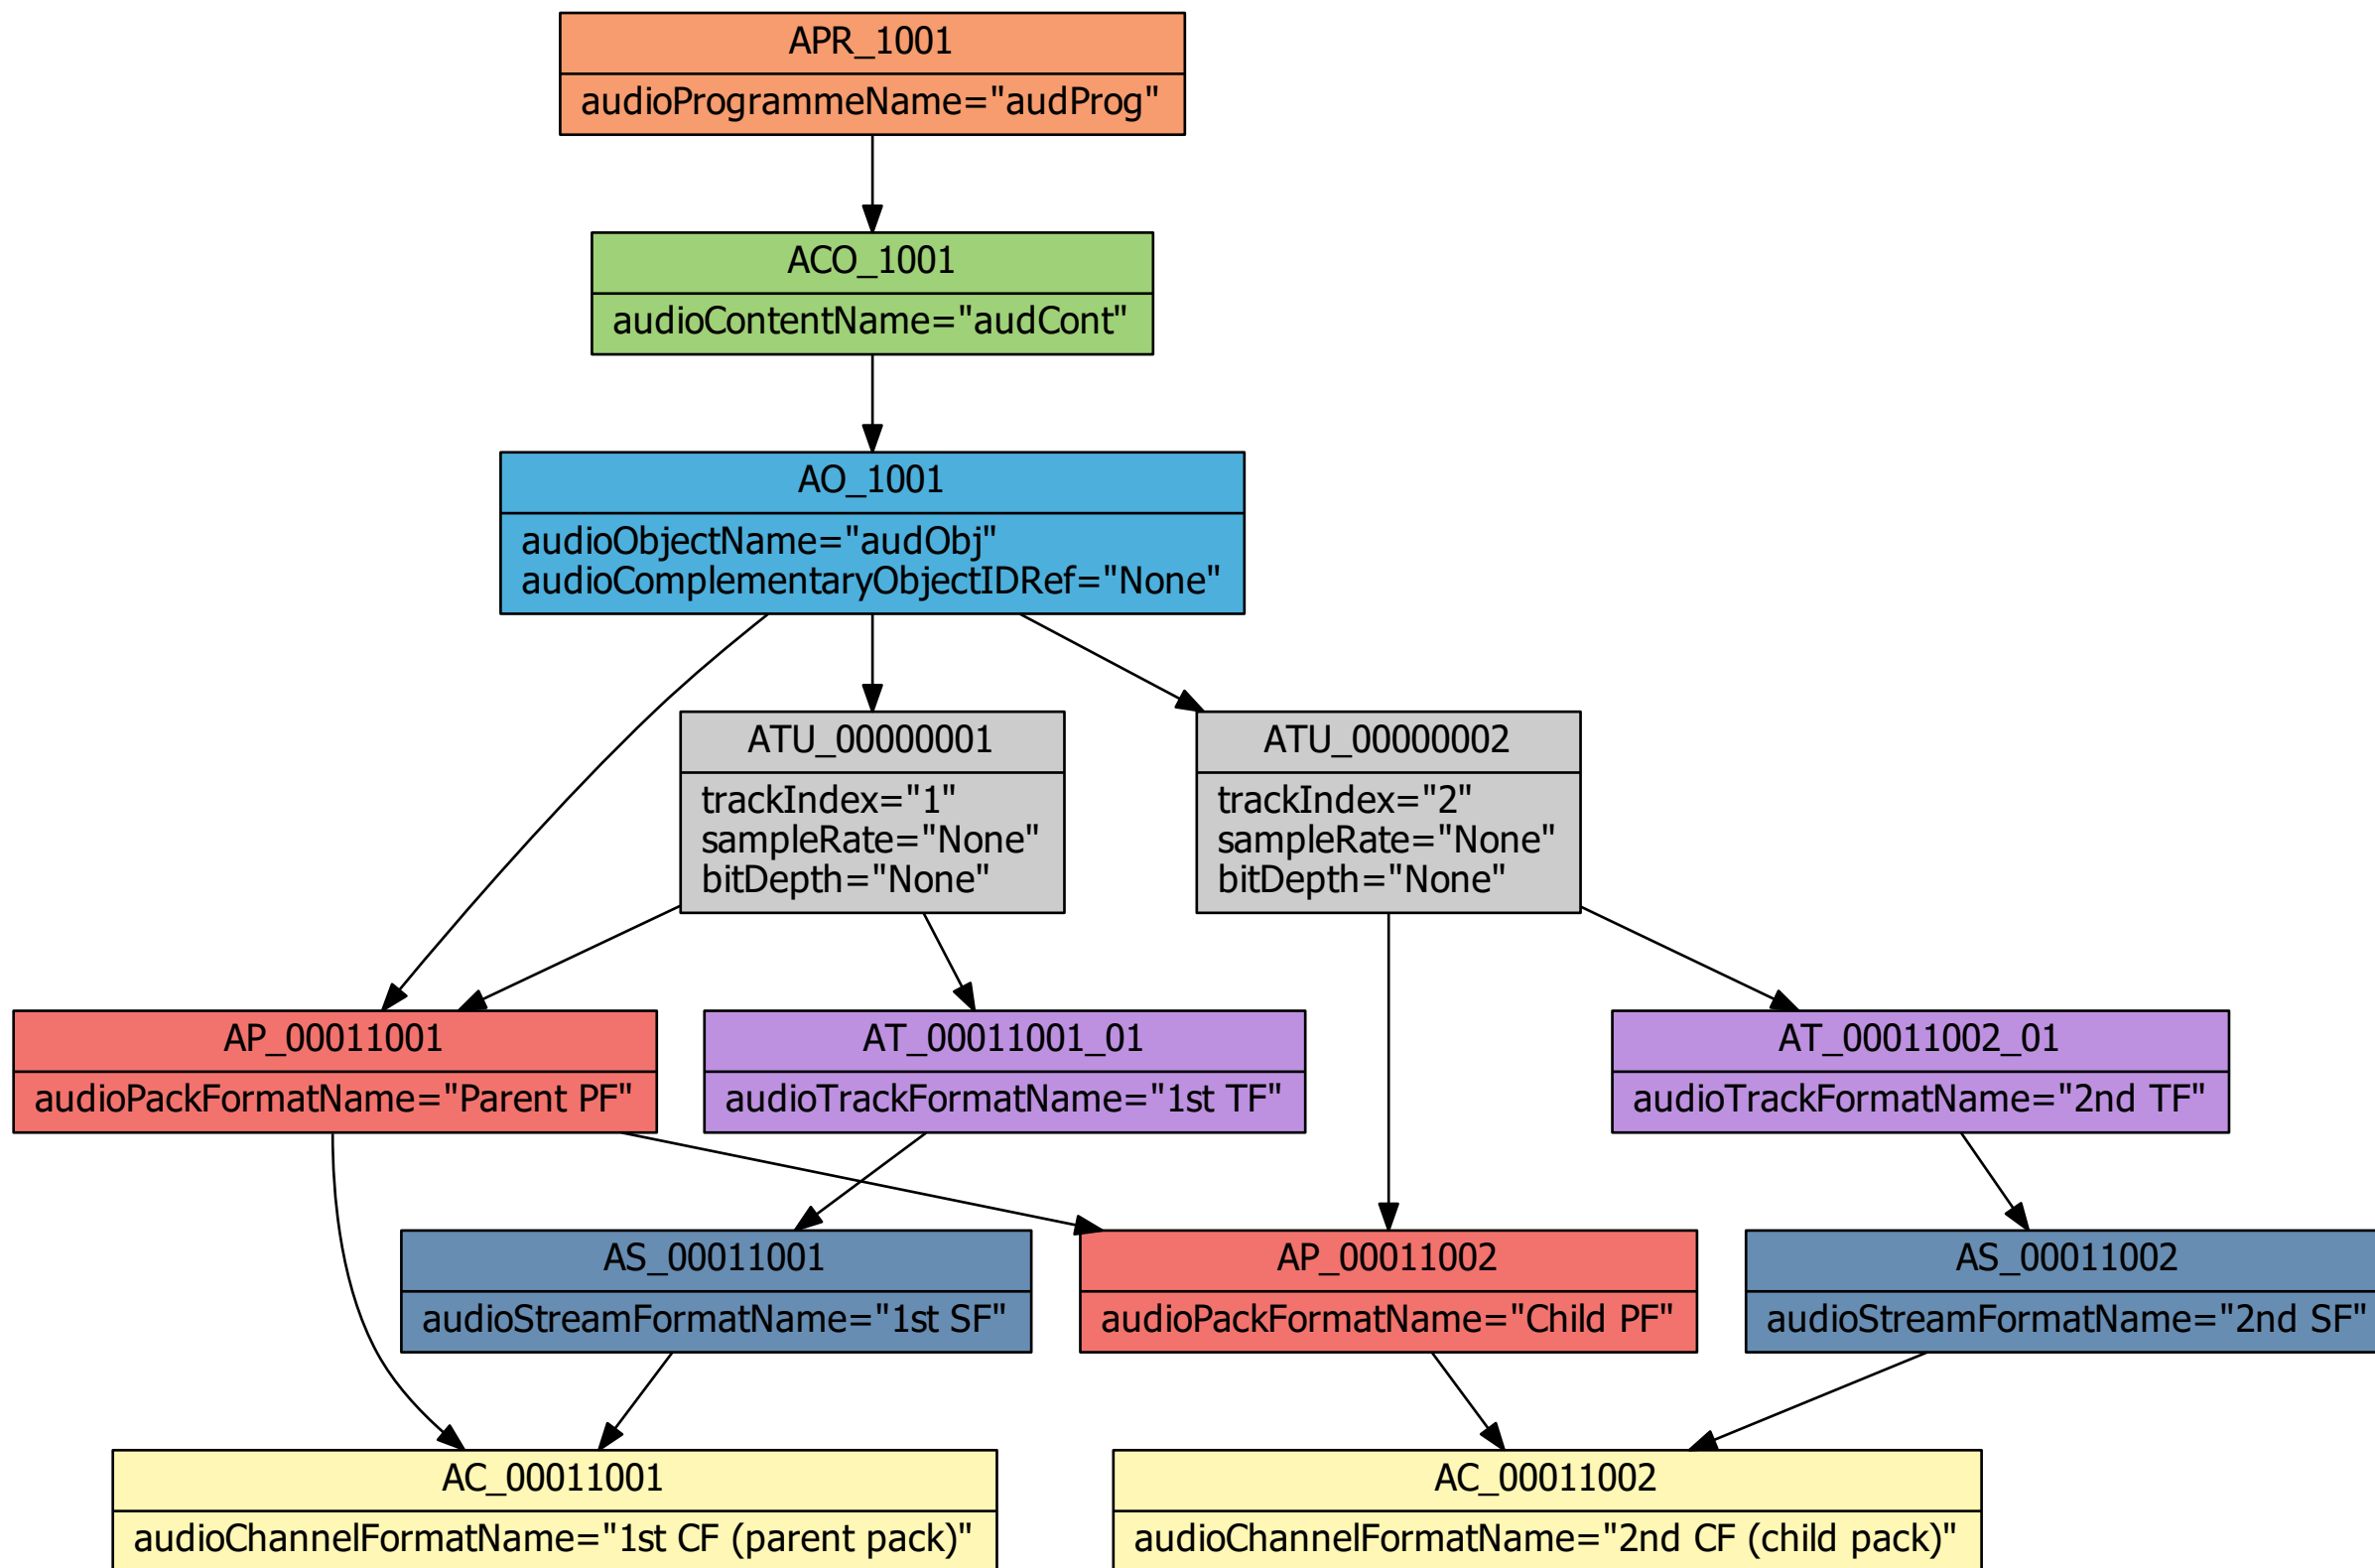 APR_1001
audioProgrammeName="audProg"
ACO_1001
audioContentName="audCont"
AO_1001
audioObjectName="audObj"
audioComplementaryObjectIDRef="None"
ATU_00000001
trackIndex="1"
sampleRate="None"
bitDepth="None"
ATU_00000002
trackIndex="2"
sampleRate="None"
bitDepth="None"
AP_00011001
audioPackFormatName="Parent PF"
AT_00011001_01
audioTrackFormatName="1st TF"
AT_00011002_01
audioTrackFormatName="2nd TF"
AS_00011001
audioStreamFormatName="1st SF"
AP_00011002
audioPackFormatName="Child PF"
AS_00011002
audioStreamFormatName="2nd SF"
AC_00011001
audioChannelFormatName="1st CF (parent pack)"
AC_00011002
audioChannelFormatName="2nd CF (child pack)"